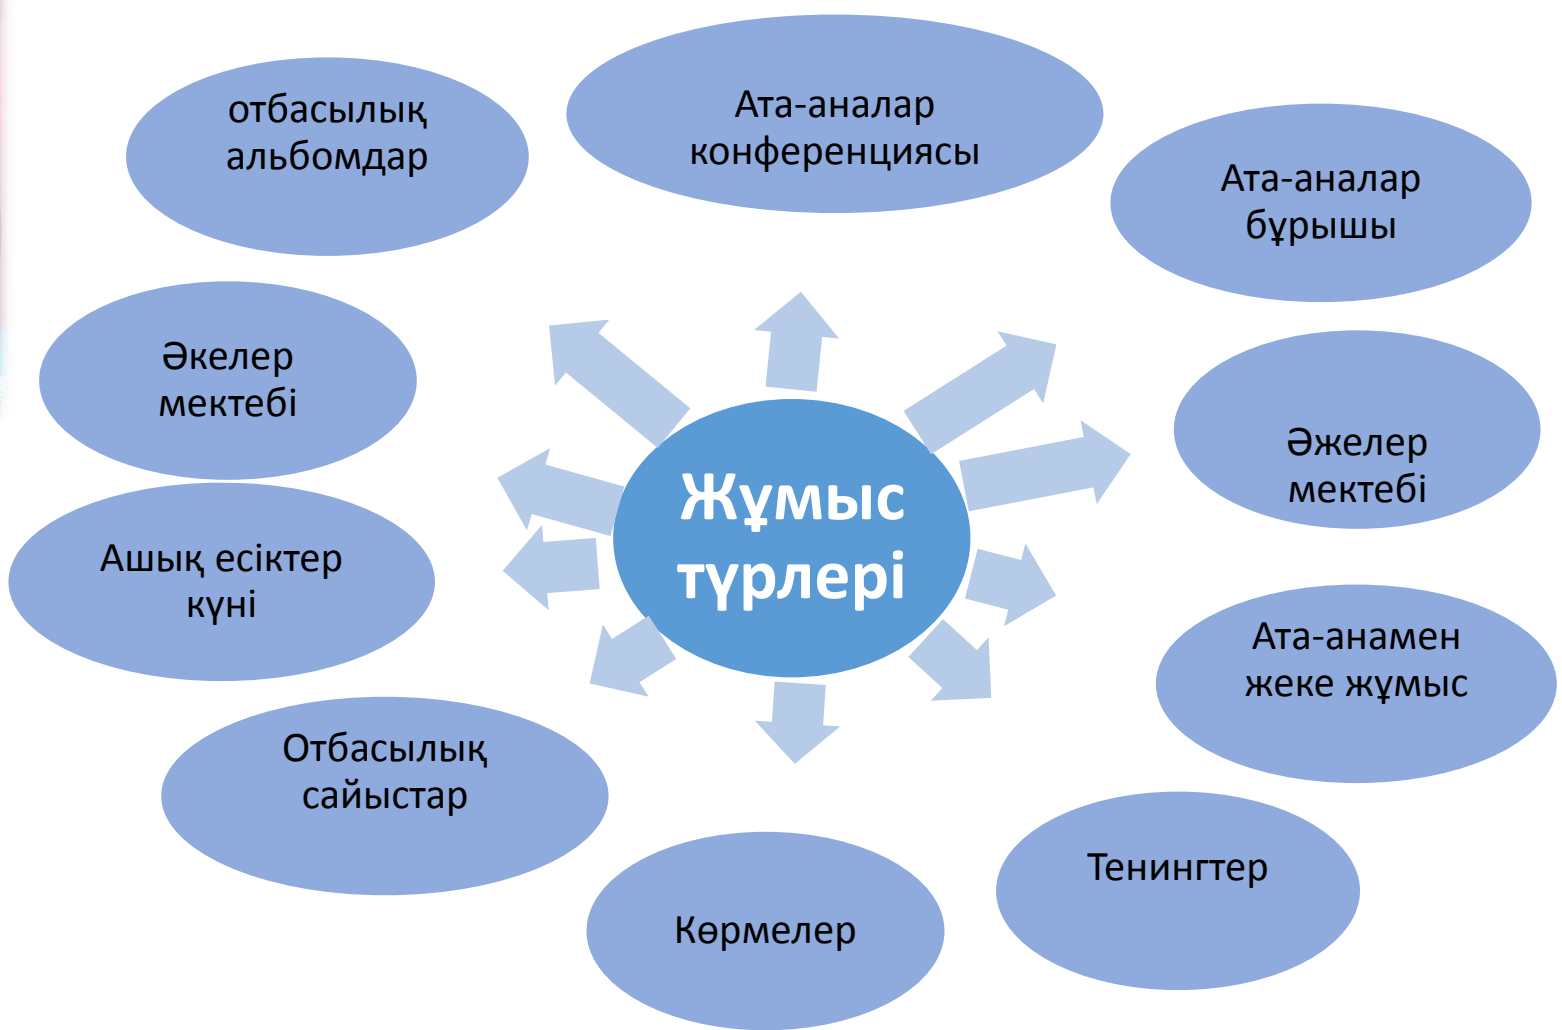 отбасылық
альбомдар
Ата-аналар
конференциясы
Ата-аналар
бұрышы
Әкелер
мектебі
Әжелер
мектебі
Жұмыс
түрлері
Ашық есіктер
күні
Ата-анамен
жеке жұмыс
Отбасылық
сайыстар
Тенингтер
Көрмелер